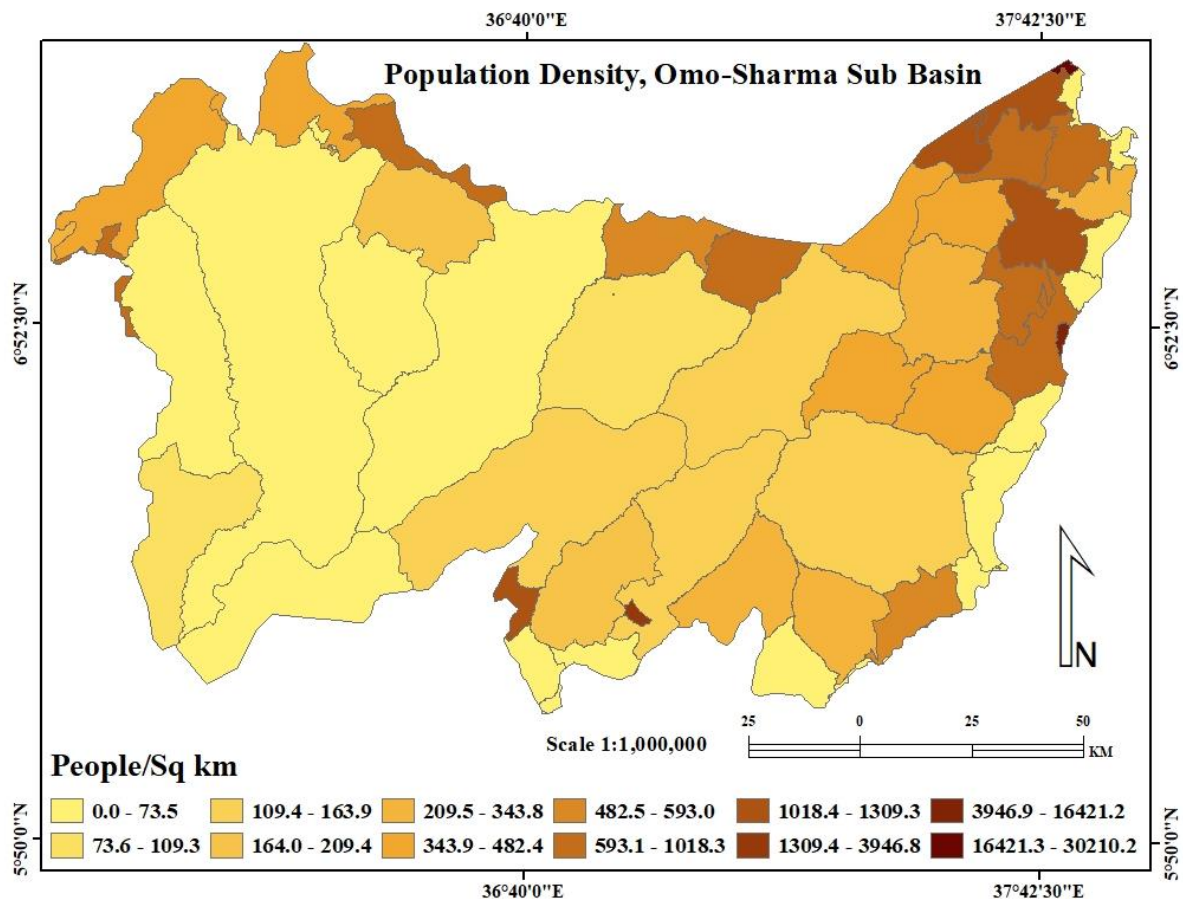 36°40'0"E 37°42'30"E
Population Density, Omo-Sharma Sub Basin
6°52'30"N 6°52'30"N
N
25 0 25 50
Scale 1:1,000,000 KM
People/Sq km
0.0 - 73.5 109.4 - 163.9 209.5 - 343.8 482.5 - 593.0 1018.4 - 1309.3 3946.9 - 16421.2
73.6 - 109.3 164.0 - 209.4 343.9 - 482.4 593.1 - 1018.3 1309.4 - 3946.8 16421.3 - 30210.2
5°50'0"N 5°50'0"N
36°40'0"E 37°42'30"E